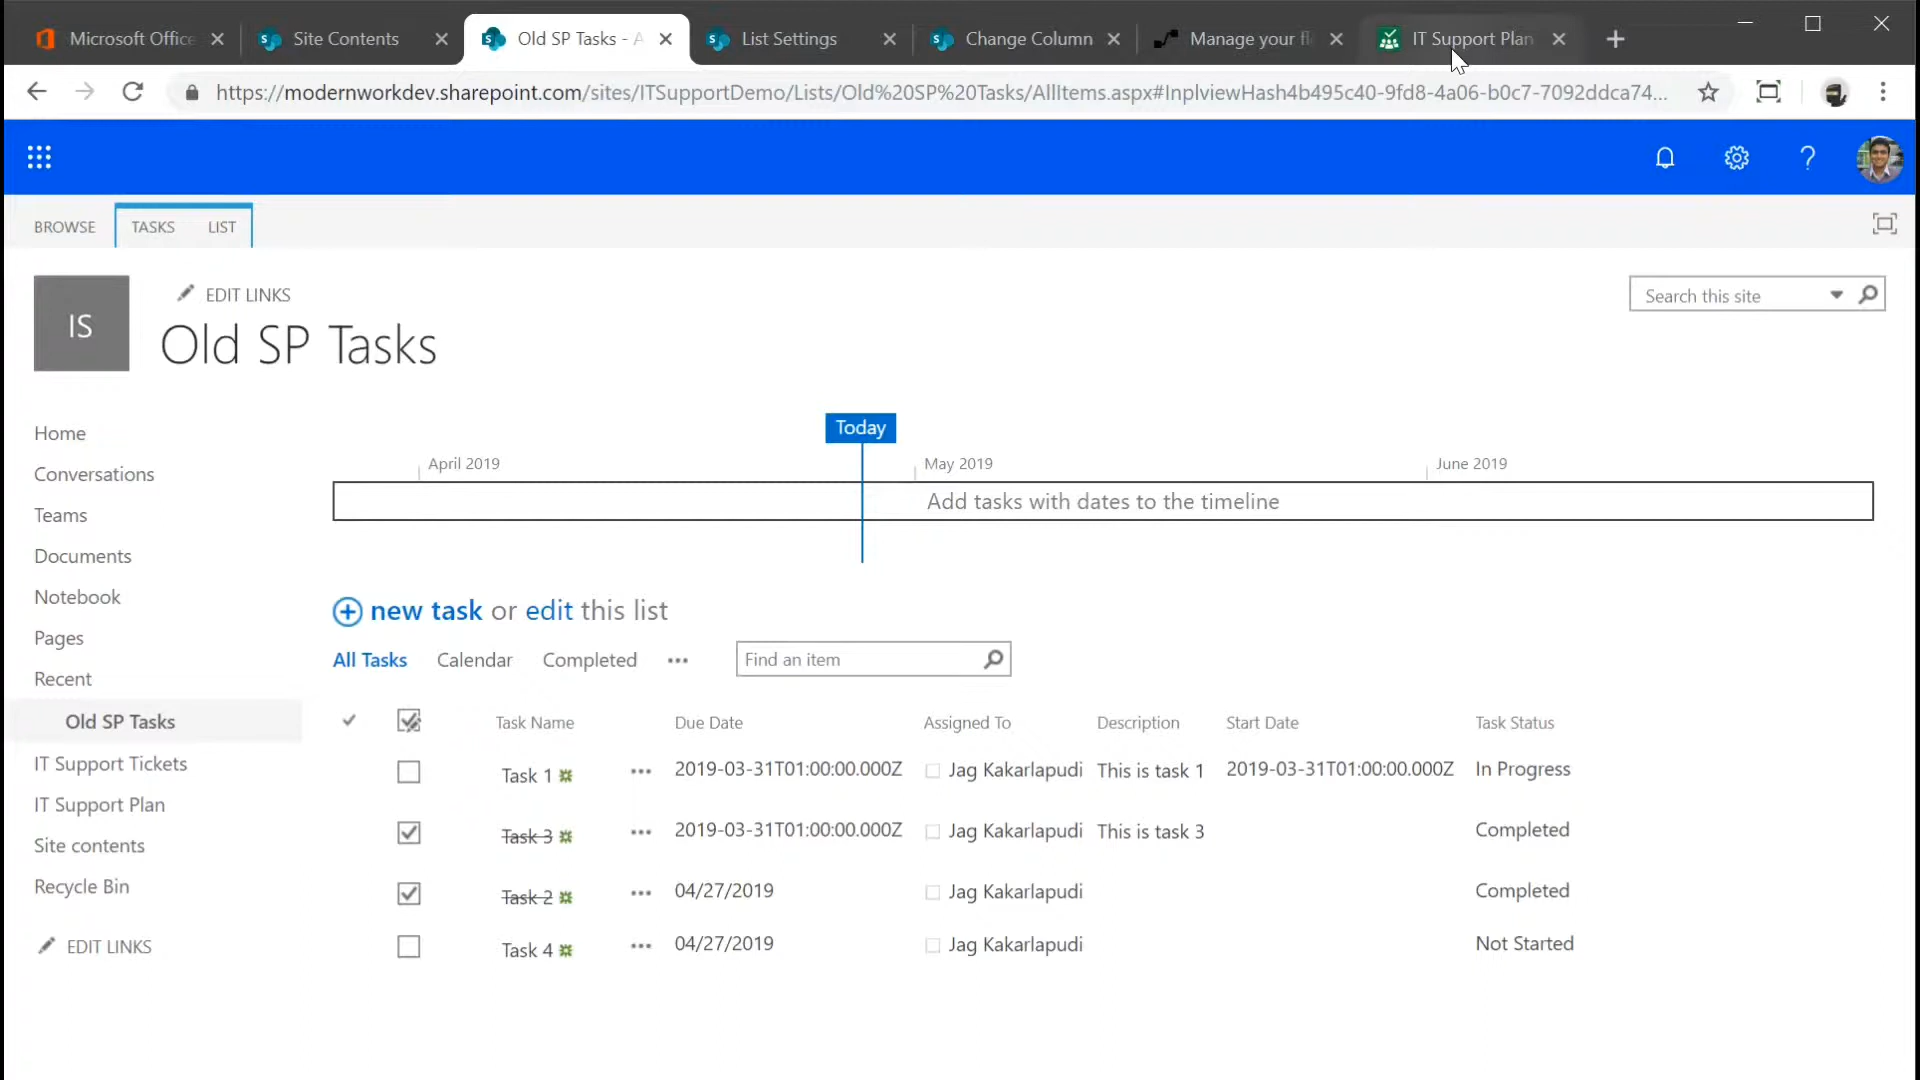 Microsoft Office
Site Contents
Old SP Tasks - A
List Settings
Change Column
Manage your fl
IT Support Plan
https://modernworkdev.sharepoint.com/sites/ITSupportDemo/Lists/Old%20SP%20Tasks/AllItems.aspx#InplviewHash4b495c40-9fd8-4a06-b0c7-7092ddca74...
BROWSE
TASKS
LIST
IS
EDIT LINKS
Old SP Tasks
Search this site
Home
Conversations
Teams
Documents
Notebook
Pages
Recent
Old SP Tasks
IT Support Tickets
IT Support Plan
Site contents
Recycle Bin
EDIT LINKS
Today
April 2019
May 2019
June 2019
Add tasks with dates to the timeline
new task or edit this list
All Tasks Calendar Completed ...
Find an item
Task Name Due Date Assigned To Description Start Date Task Status
Task 1 ... 2019-03-31T01:00:00.000Z Jag Kakarlapudi This is task 1 2019-03-31T01:00:00.000Z In Progress
Task 3 ... 2019-03-31T01:00:00.000Z Jag Kakarlapudi This is task 3 Completed
Task 2 ... 04/27/2019 Jag Kakarlapudi Completed
Task 4 ... 04/27/2019 Jag Kakarlapudi Not Started